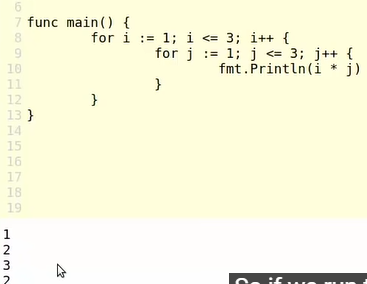 6
7 func main() {
8 for i := 1; i <= 3; i++ {
9 for j := 1; j <= 3; j++ {
10 fmt.Println(i * j)
11 }
12 }
13 }
14
15
16
17
18
19
1
2
3
2
So if we run